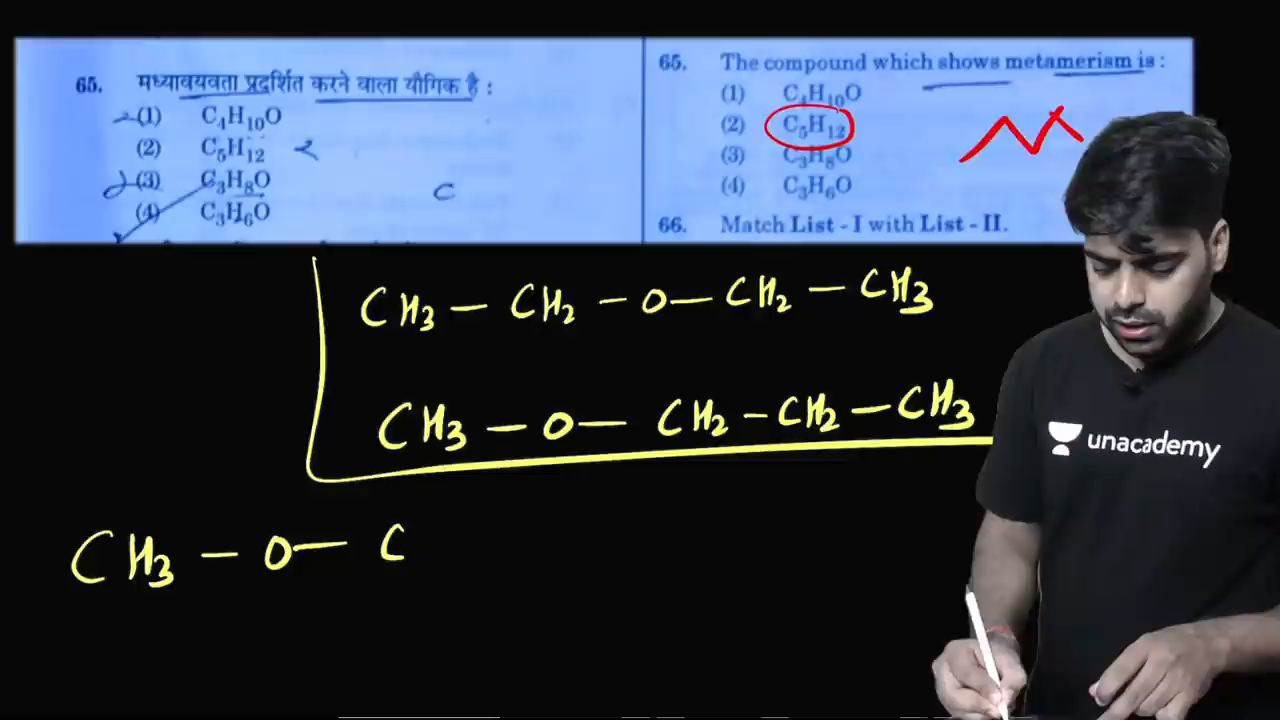 65. मध्यावयवता प्रदर्शित करने वाला यौगिक है :
(1) C₄H₁₀O
(2) C₅H₁₂
(3) C₃H₈O
(4) C₃H₆O
C
65. The compound which shows metamerism is :
(1) C₄H₁₀O
(2) C₅H₁₂
(3) C₃H₈O
(4) C₃H₆O
66. Match List - I with List - II.
CH₃ — CH₂ — O — CH₂ — CH₃
CH₃ — O — CH₂ — CH₂ — CH₃
CH₃ — O — C
unacademy